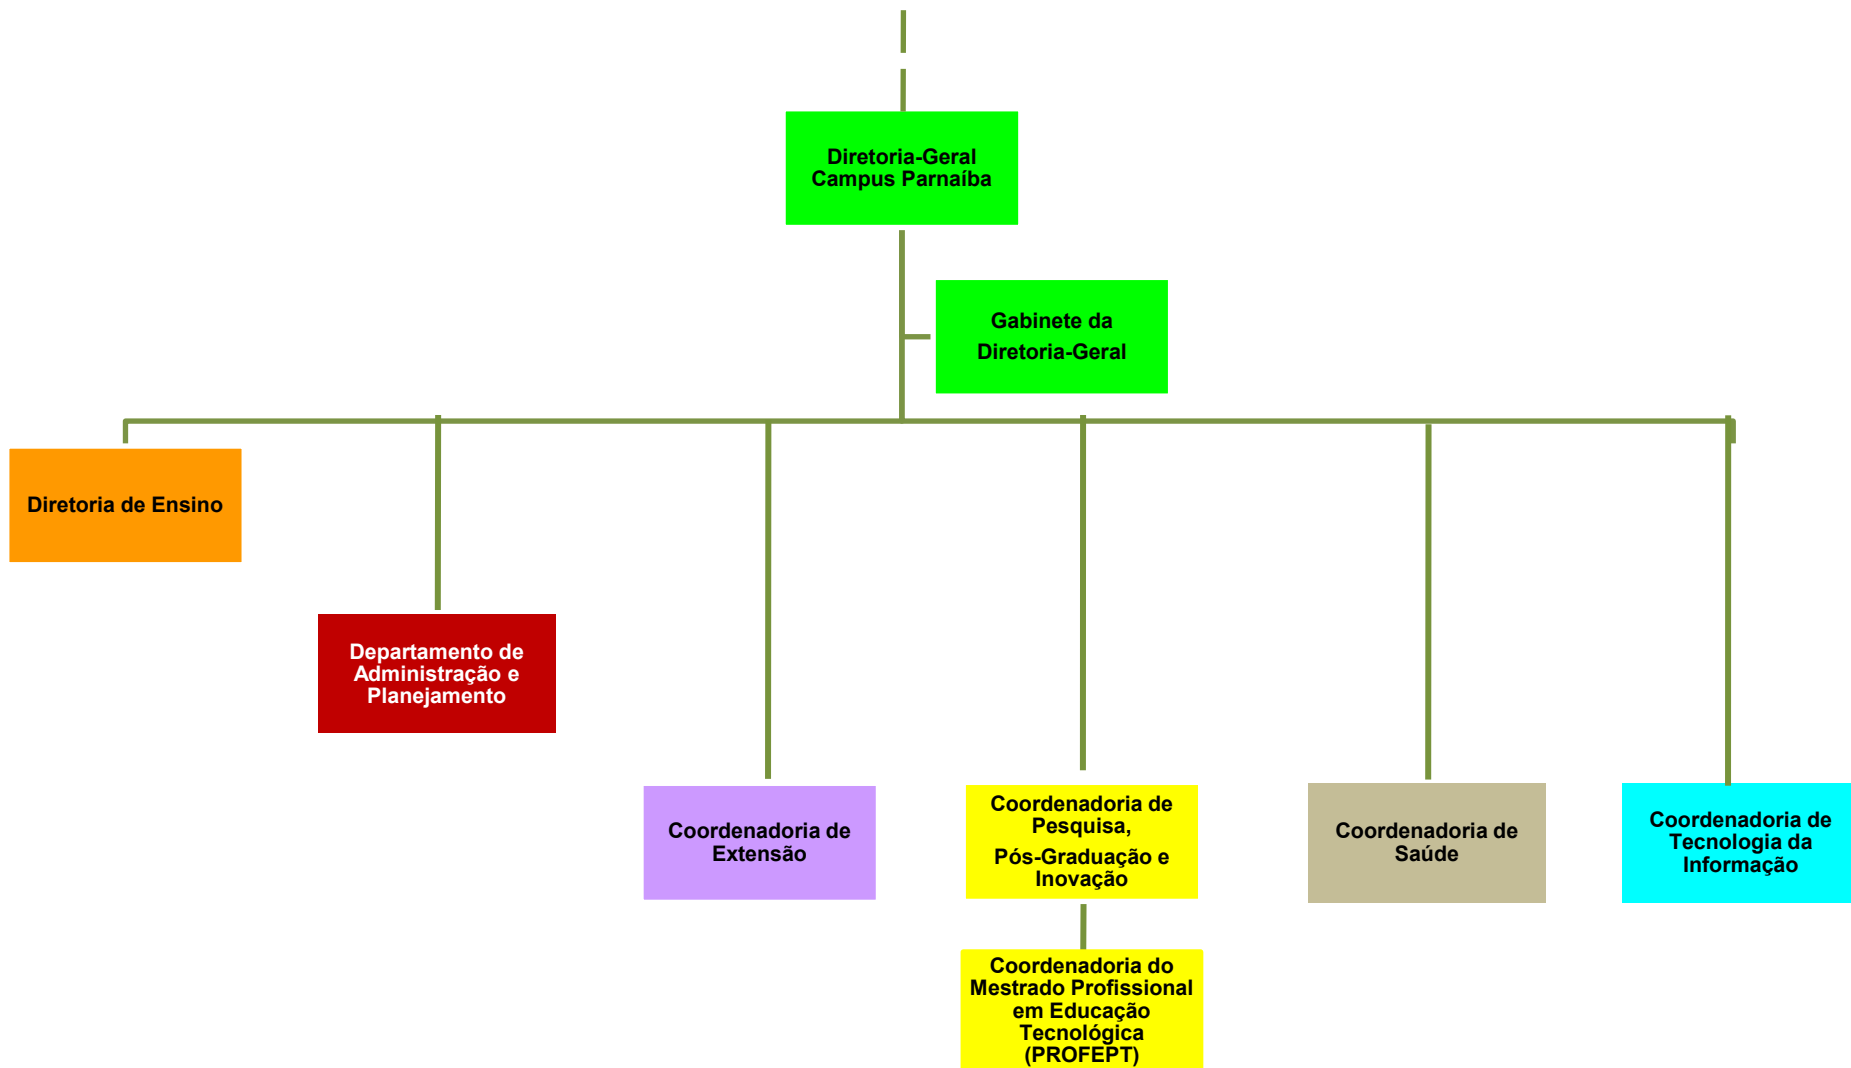 Diretoria-Geral
Campus Parnaíba
Gabinete da
Diretoria-Geral
Diretoria de Ensino
Departamento de
Administração e
Planejamento
Coordenadoria de
Extensão
Coordenadoria de
Pesquisa,
Pós-Graduação e
Inovação
Coordenadoria de
Saúde
Coordenadoria de
Tecnologia da
Informação
Coordenadoria do
Mestrado Profissional
em Educação
Tecnológica
(PROFEPT)